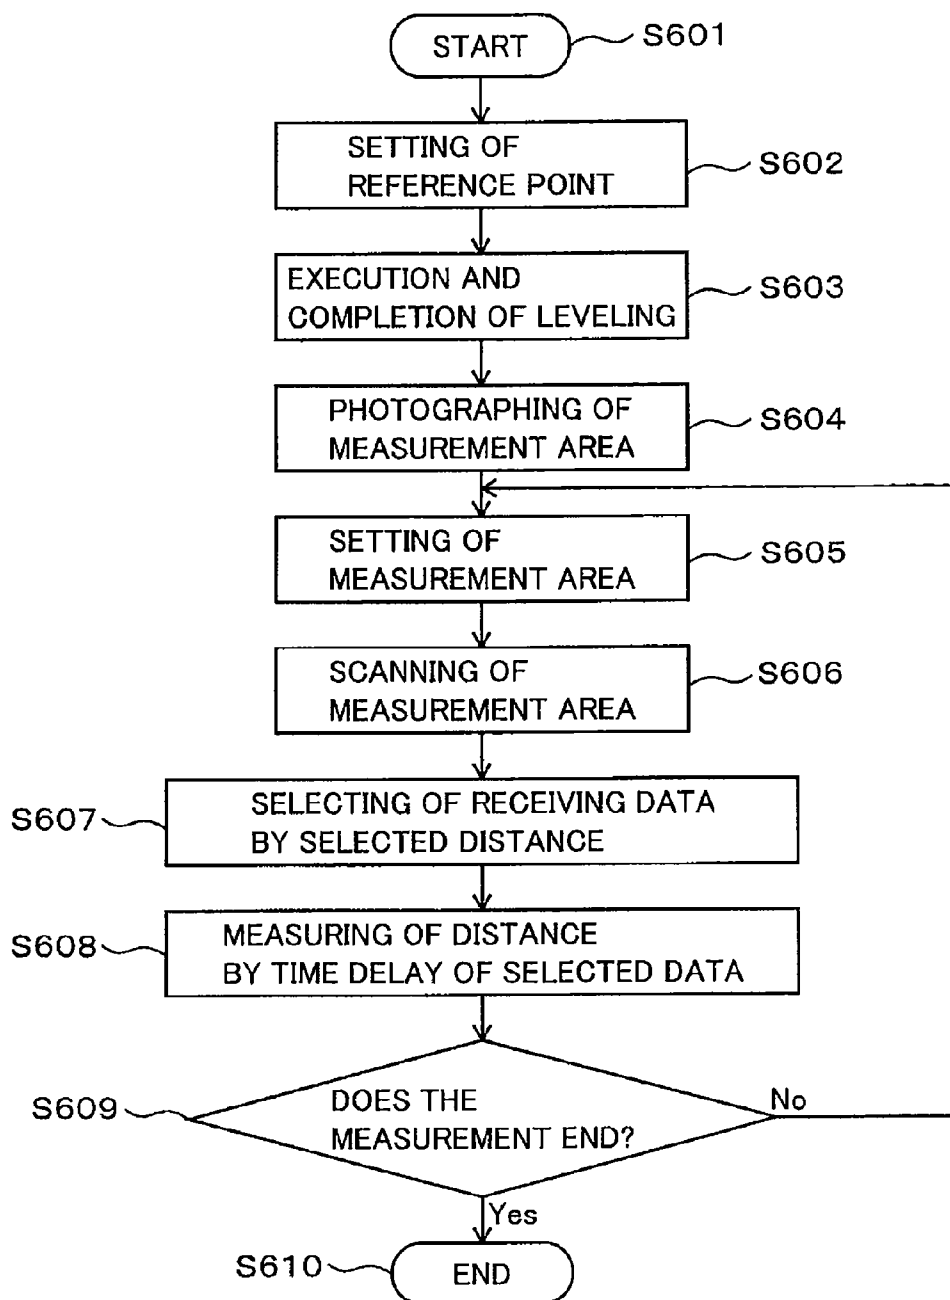 START
S601
SETTING OF
REFERENCE POINT
S602
EXECUTION AND
COMPLETION OF LEVELING
S603
PHOTOGRAPHING OF
MEASUREMENT AREA
S604
SETTING OF
MEASUREMENT AREA
S605
SCANNING OF
MEASUREMENT AREA
S606
S607
SELECTING OF RECEIVING DATA
BY SELECTED DISTANCE
S608
MEASURING OF DISTANCE
BY TIME DELAY OF SELECTED DATA
S609
DOES THE
MEASUREMENT END?
No
Yes
S610
END